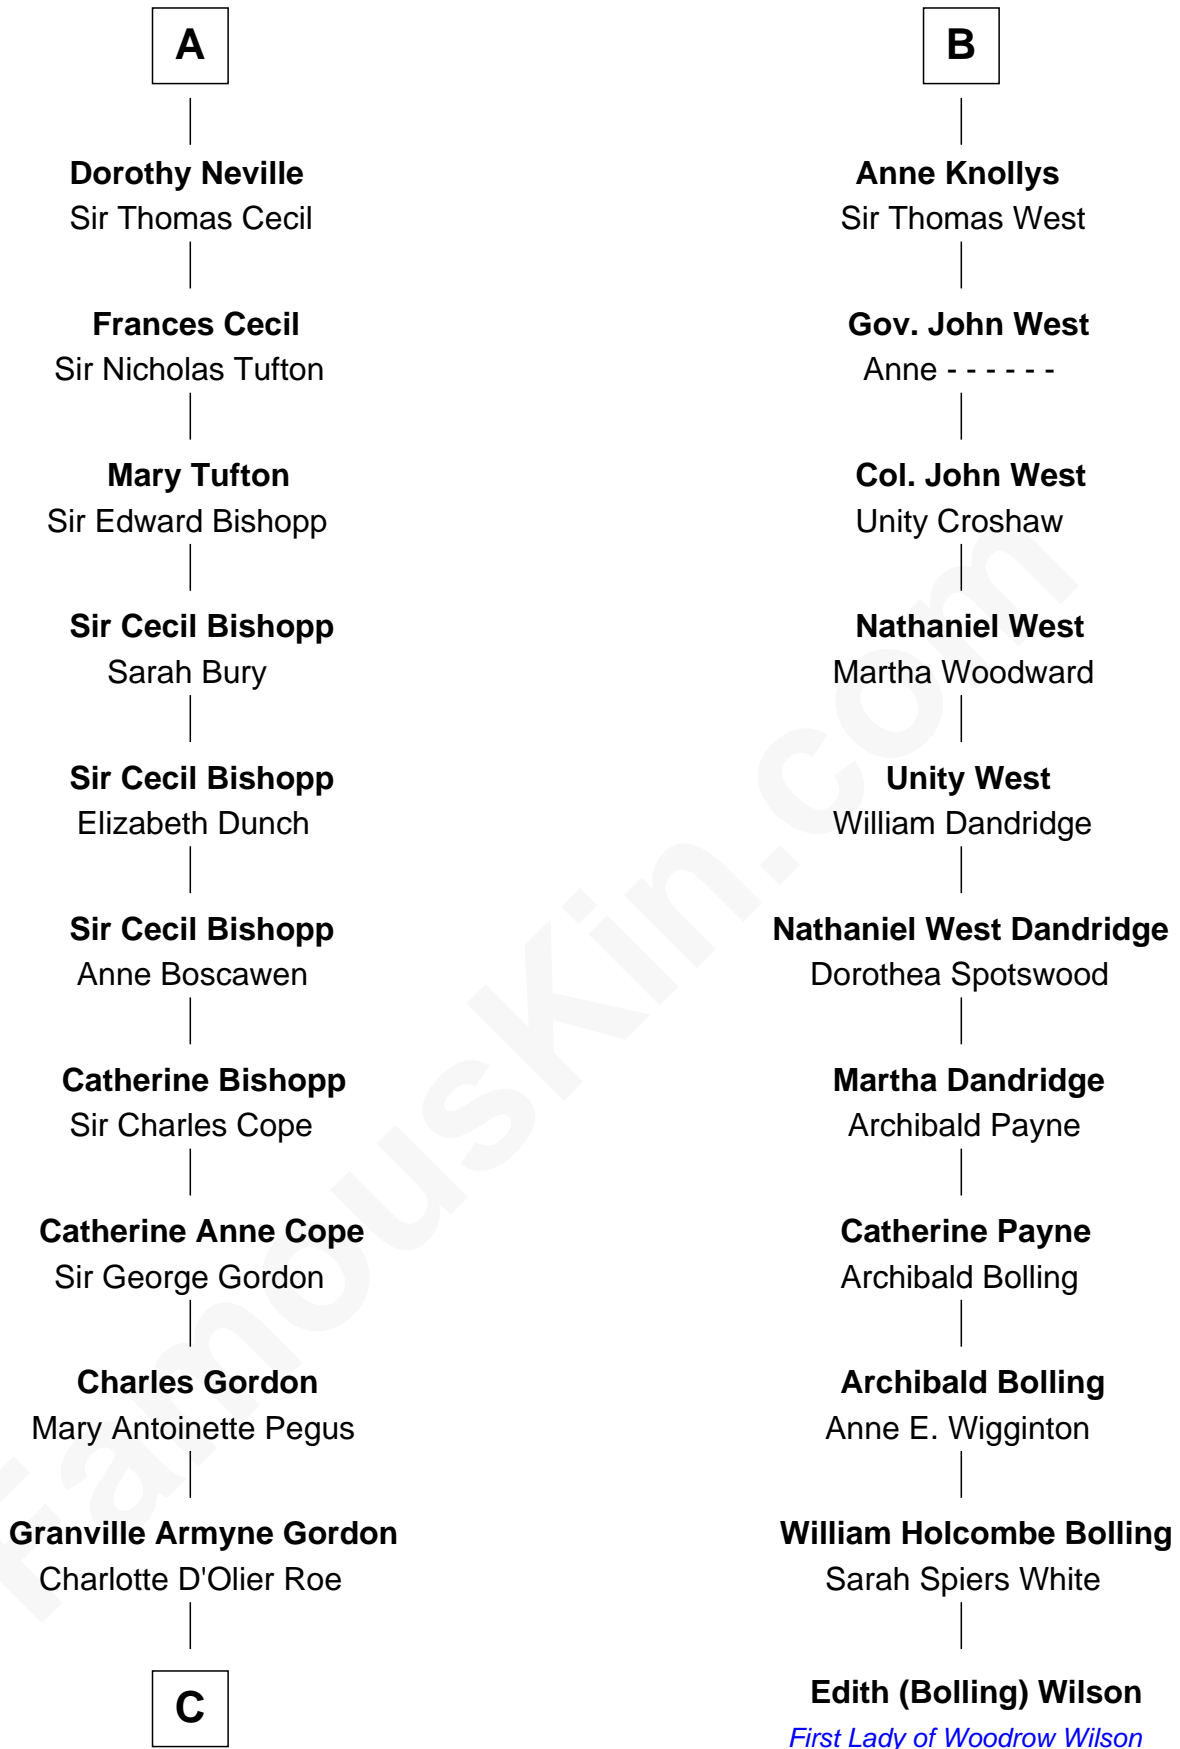 A
Dorothy Neville
Sir Thomas Cecil
Frances Cecil
Sir Nicholas Tufton
Mary Tufton
Sir Edward Bishopp
Sir Cecil Bishopp
Sarah Bury
Sir Cecil Bishopp
Elizabeth Dunch
Sir Cecil Bishopp
Anne Boscawen
Catherine Bishopp
Sir Charles Cope
Catherine Anne Cope
Sir George Gordon
Charles Gordon
Mary Antoinette Pegus
Granville Armyne Gordon
Charlotte D'Olier Roe
C
B
Anne Knollys
Sir Thomas West
Gov. John West
Anne - - - - - -
Col. John West
Unity Croshaw
Nathaniel West
Martha Woodward
Unity West
William Dandridge
Nathaniel West Dandridge
Dorothea Spotswood
Martha Dandridge
Archibald Payne
Catherine Payne
Archibald Bolling
Archibald Bolling
Anne E. Wigginton
William Holcombe Bolling
Sarah Spiers White
Edith (Bolling) Wilson
First Lady of Woodrow Wilson
FamousKin.com